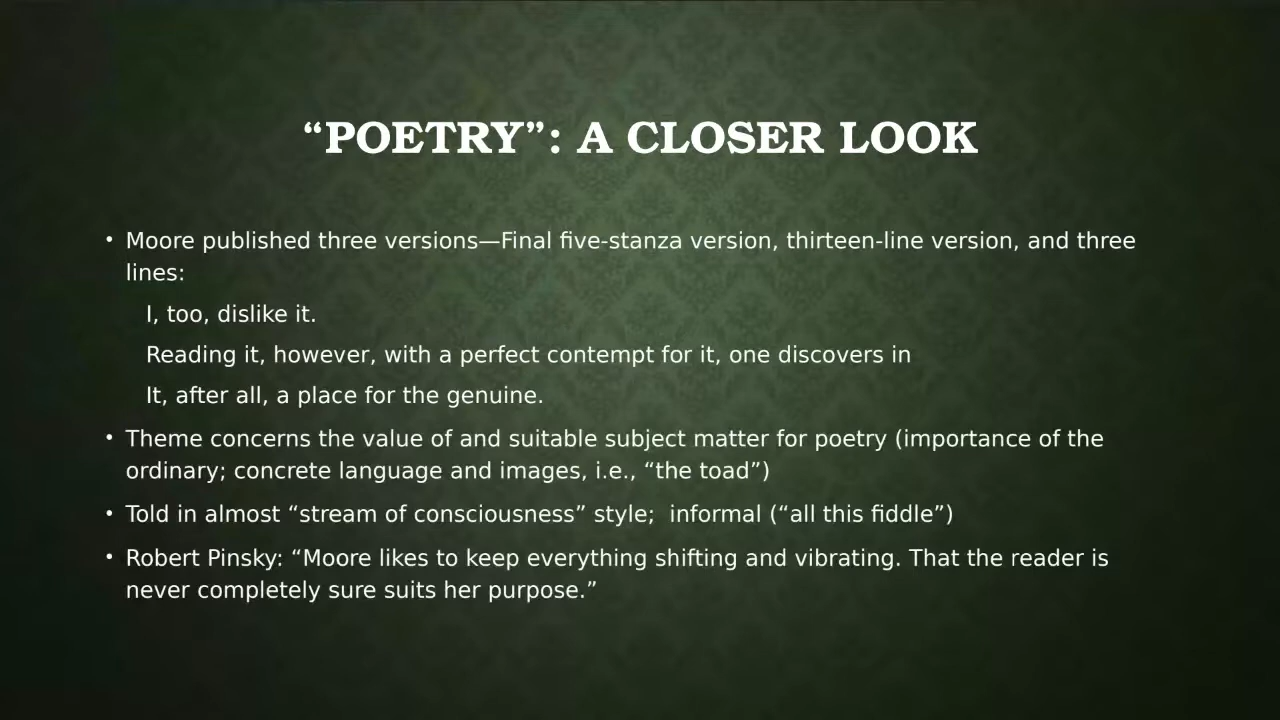 “POETRY”: A CLOSER LOOK
• Moore published three versions—Final five-stanza version, thirteen-line version, and three
lines:
I, too, dislike it.
Reading it, however, with a perfect contempt for it, one discovers in
It, after all, a place for the genuine.
• Theme concerns the value of and suitable subject matter for poetry (importance of the
ordinary; concrete language and images, i.e., “the toad”)
• Told in almost “stream of consciousness” style;  informal (“all this fiddle”)
• Robert Pinsky: “Moore likes to keep everything shifting and vibrating. That the reader is
never completely sure suits her purpose.”